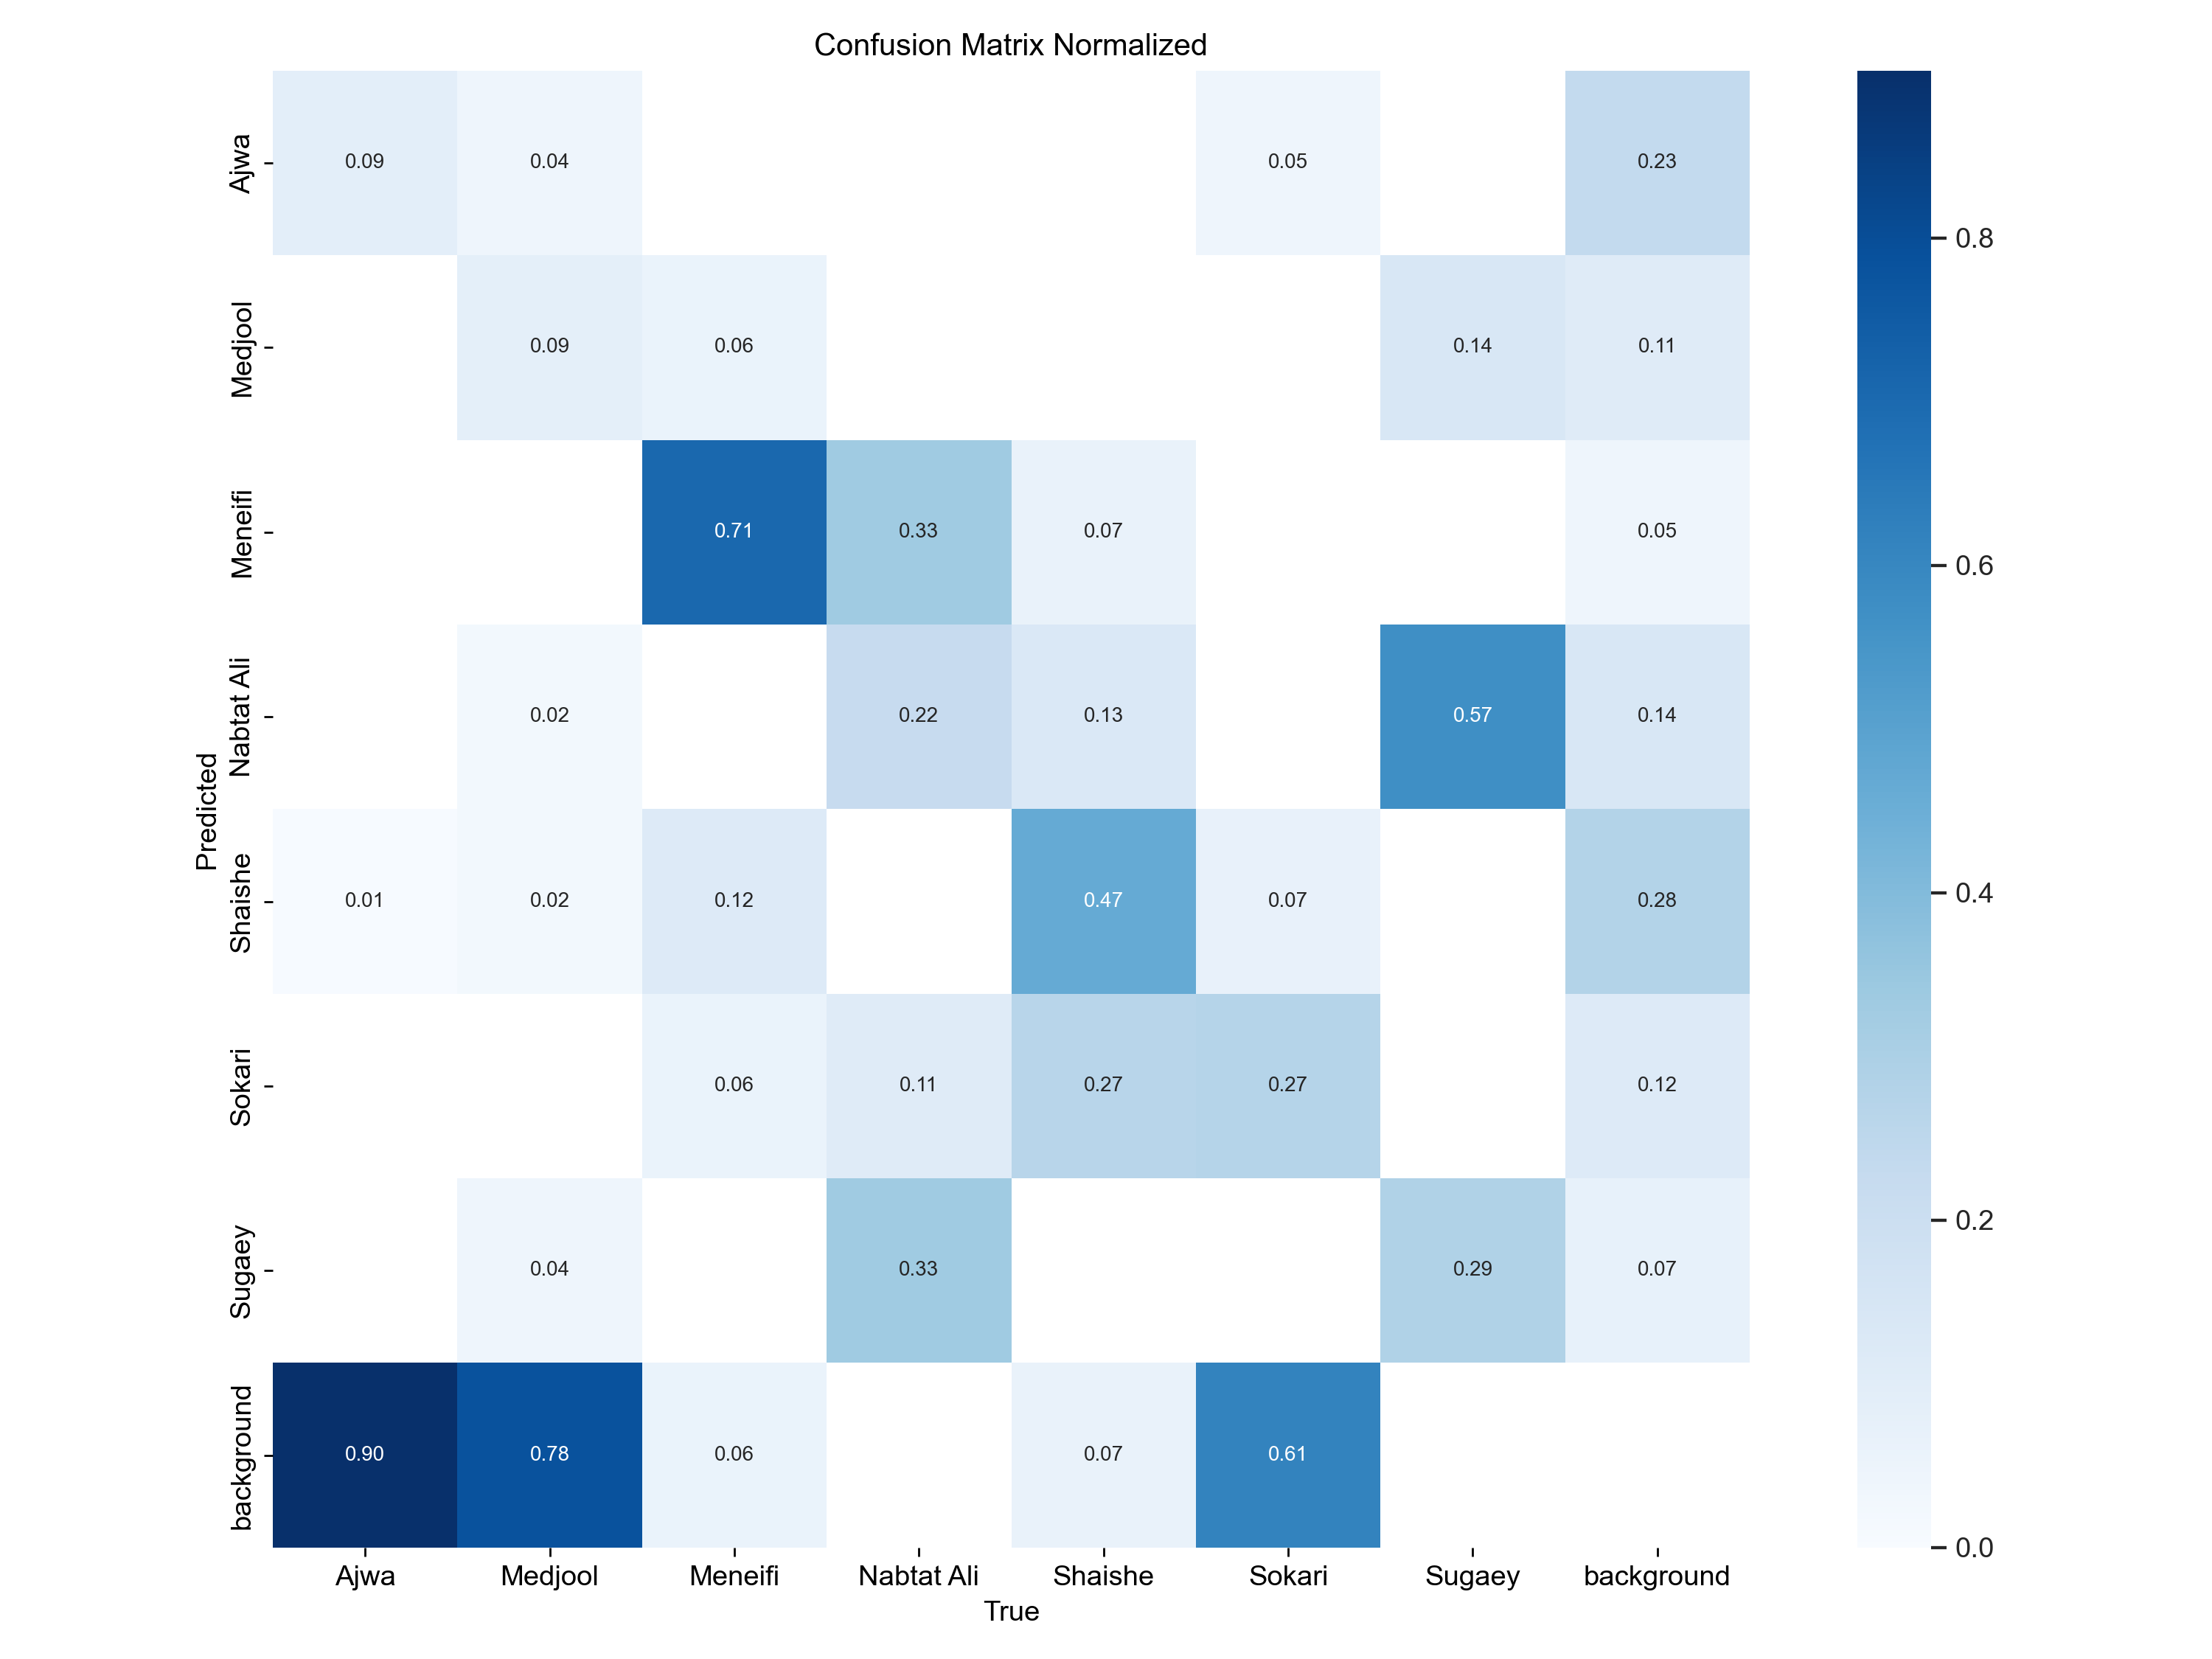 Confusion Matrix Normalized
Ajwa 0.09 0.04 0.05 0.23
0.8
Medjool 0.09 0.06 0.14 0.11
Meneifi 0.71 0.33 0.07 0.05
0.6
Nabtat Ali 0.02 0.22 0.13 0.57 0.14
Predicted
Shaishe 0.01 0.02 0.12 0.47 0.07 0.28
0.4
Sokari 0.06 0.11 0.27 0.27 0.12
0.2
Sugaey 0.04 0.33 0.29 0.07
background 0.90 0.78 0.06 0.07 0.61
0.0
Ajwa Medjool Meneifi Nabtat Ali Shaishe Sokari Sugaey background
True